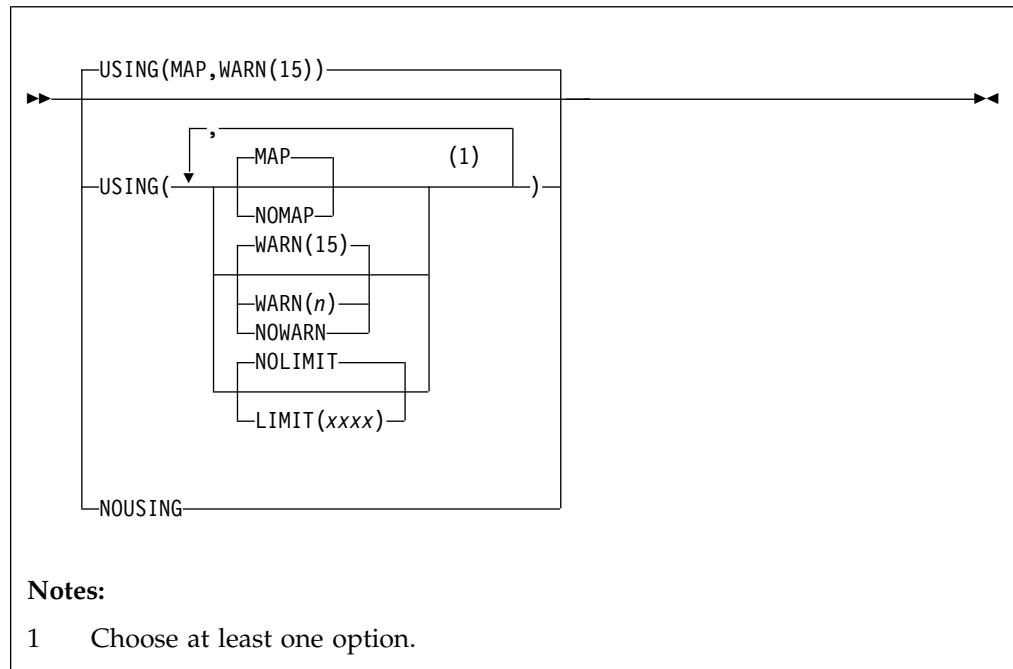 USING(MAP,WARN(15))
,
MAP (1)
USING( )
NOMAP
WARN(15)
WARN(n)
NOWARN
NOLIMIT
LIMIT(xxxx)
NOUSING
Notes:
1 Choose at least one option.